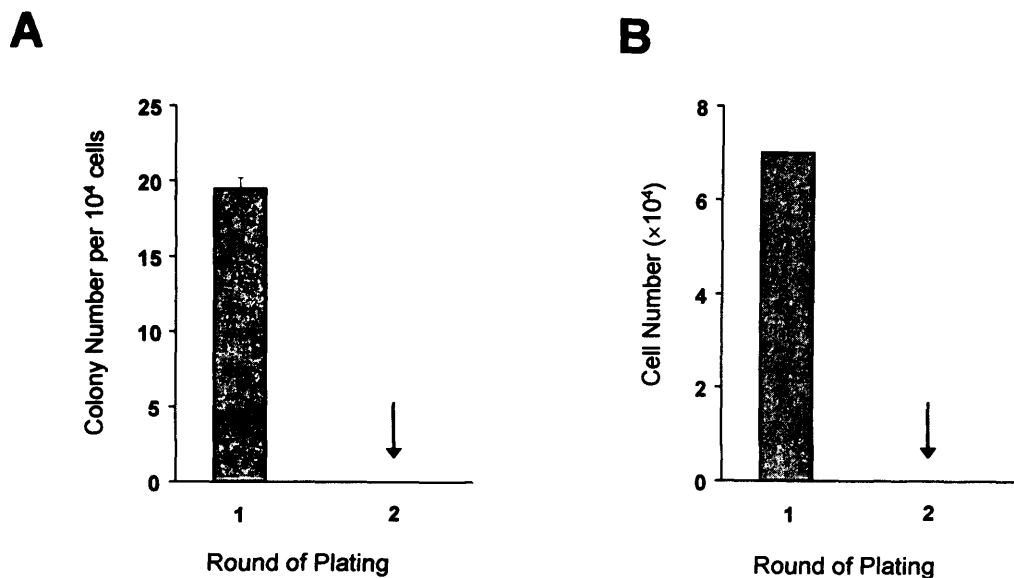 A
Colony Number per 10⁴ cells
25
20
15
10
5
0
1 2
Round of Plating
B
Cell Number (×10⁴)
8
6
4
2
0
1 2
Round of Plating